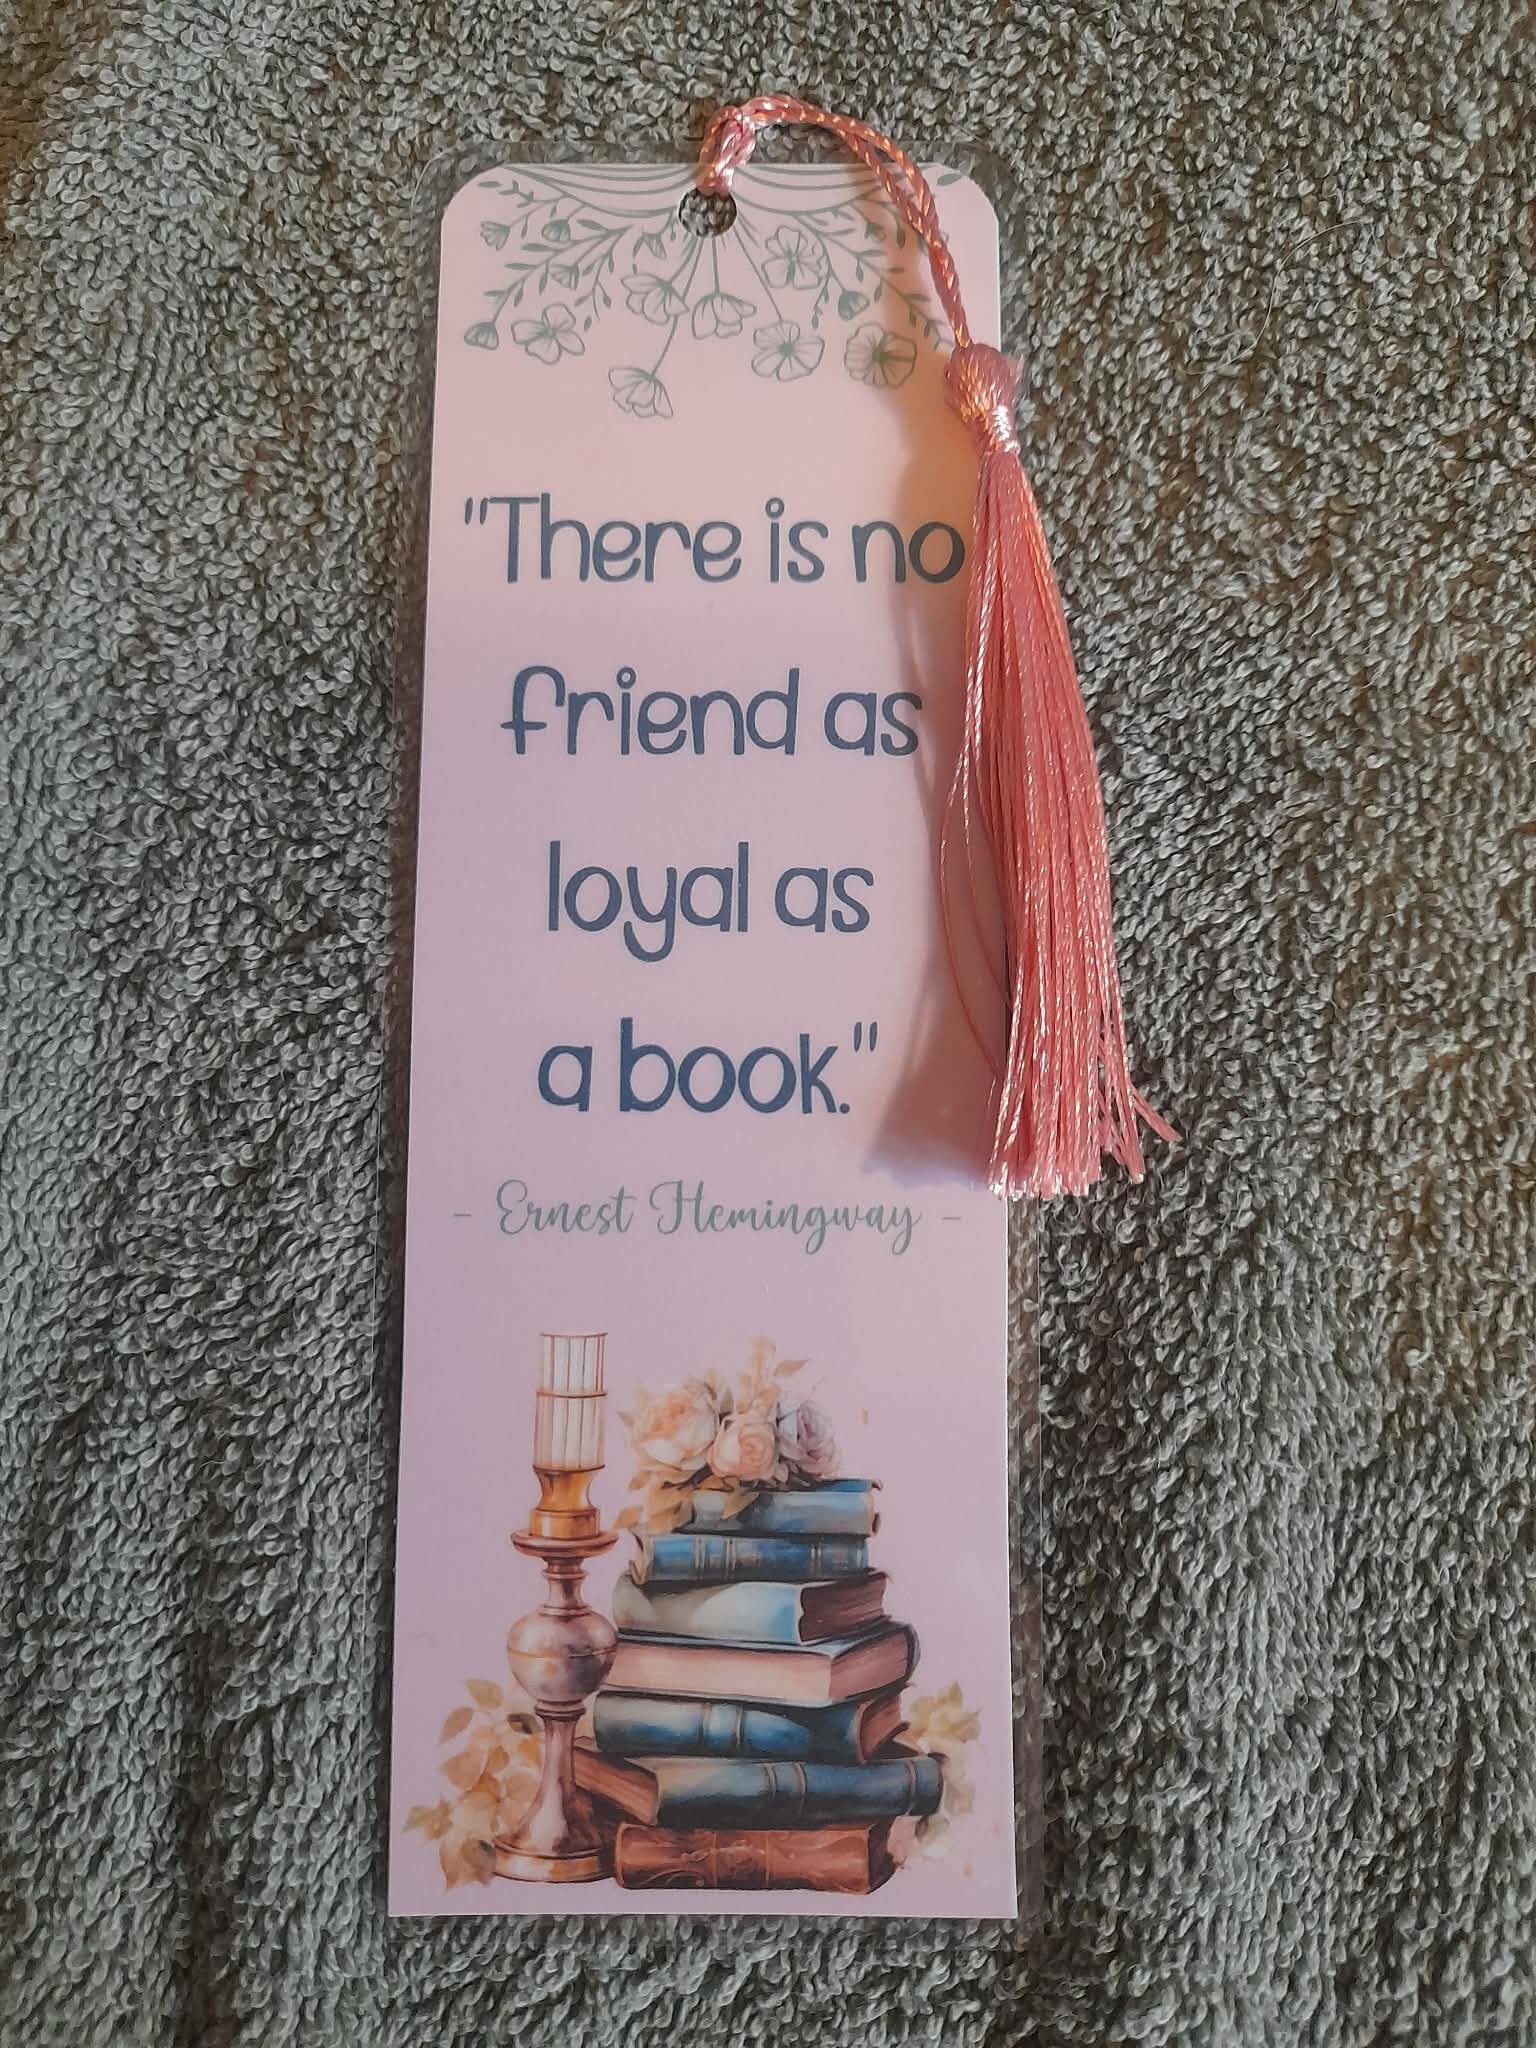 "There is no
friend as
loyal as
a book."
- Ernest Hemingway -